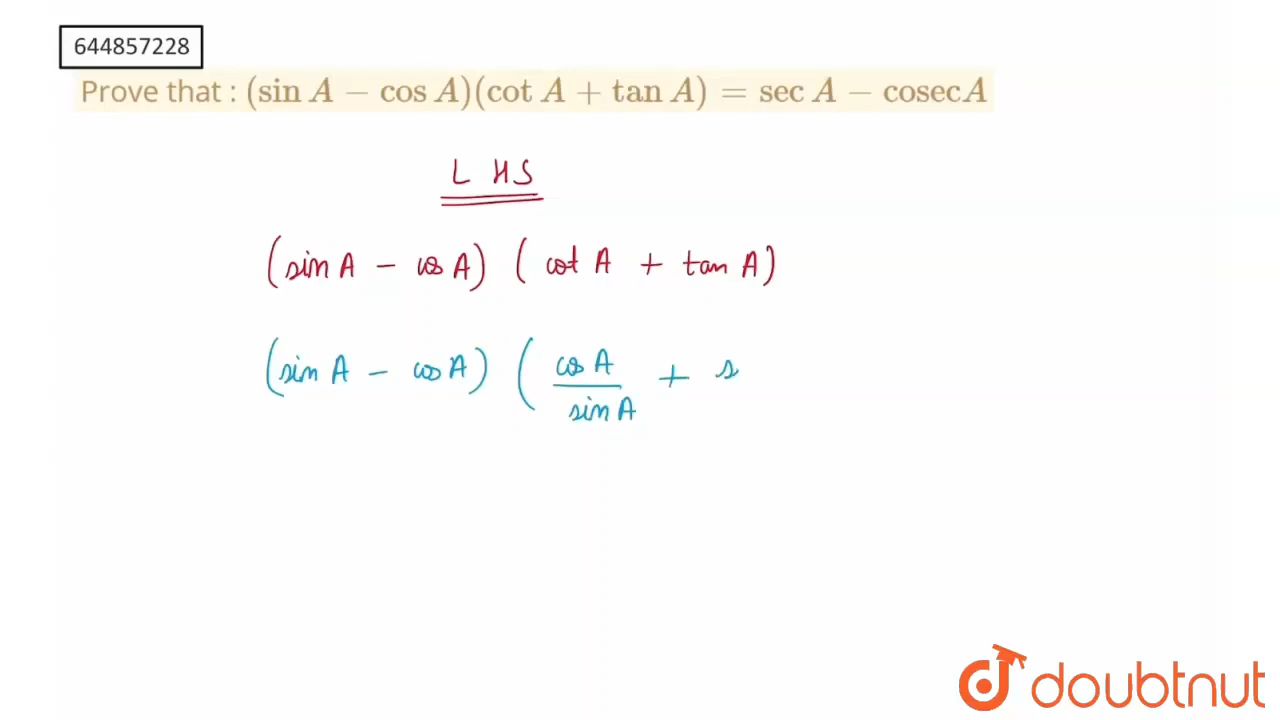 644857228
Prove that : (sin A − cos A)(cot A + tan A) = sec A − cosecA
L HS
(sin A − cos A) ( cot A + tan A)
(sin A − cos A) ( cos A / sin A + s
doubtnut